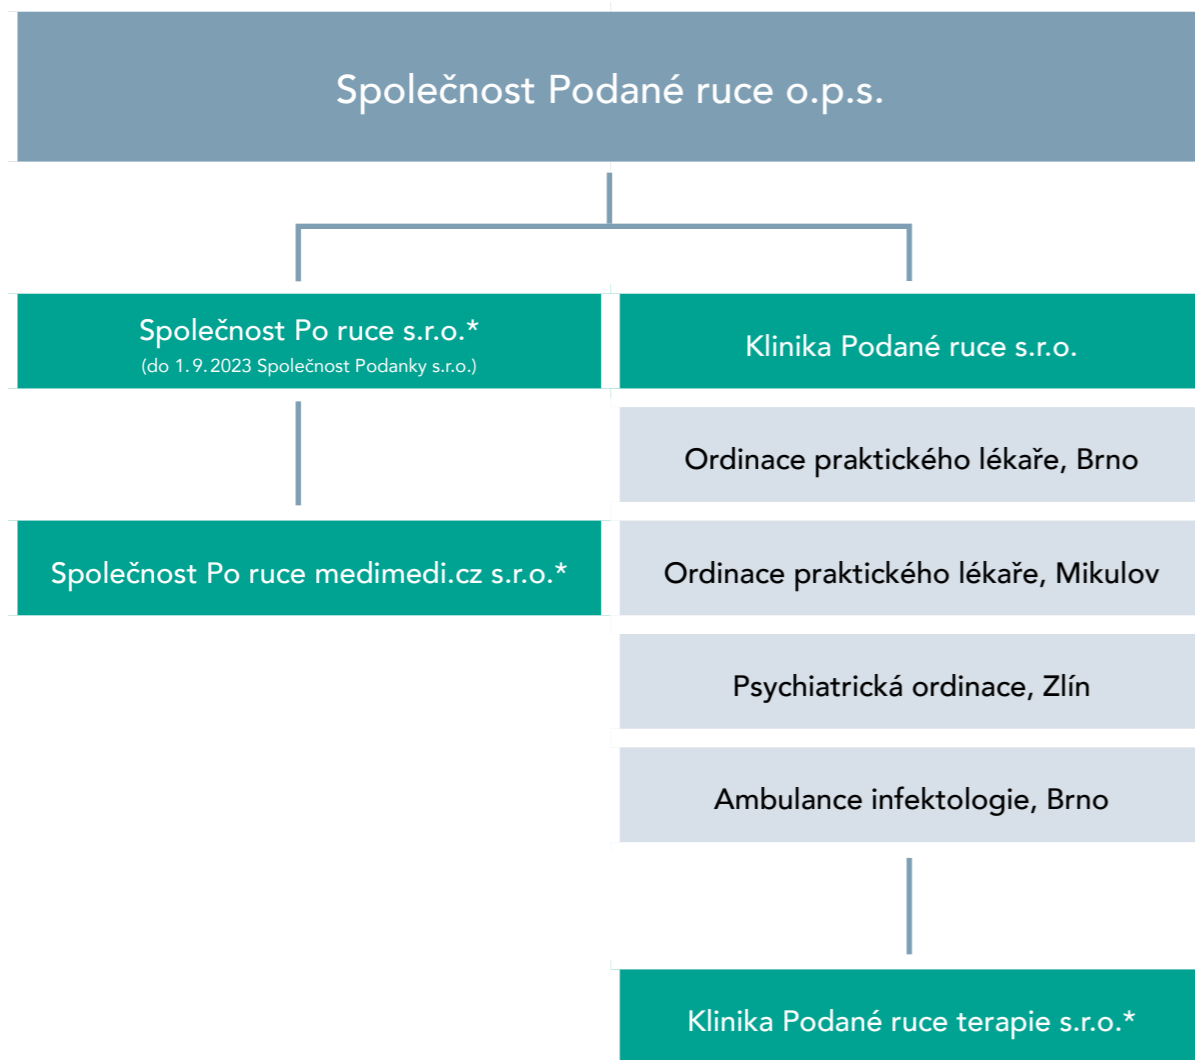 Společnost Podané ruce o.p.s.
Společnost Po ruce s.r.o.*
(do 1. 9. 2023 Společnost Podanky s.r.o.)
Společnost Po ruce medimedi.cz s.r.o.*
Klinika Podané ruce s.r.o.
Ordinace praktického lékaře, Brno
Ordinace praktického lékaře, Mikulov
Psychiatrická ordinace, Zlín
Ambulance infektologie, Brno
Klinika Podané ruce terapie s.r.o.*